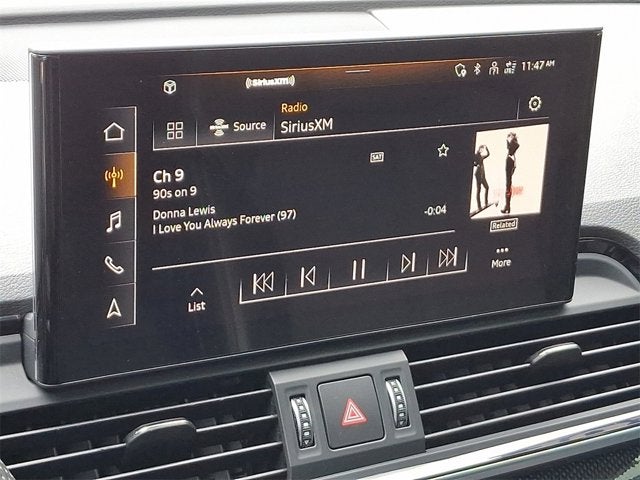 ((SiriusXM))
LTE
11:47 AM
Radio
Source
SiriusXM
SAT
Ch 9
90s on 9
Donna Lewis
I Love You Always Forever (97)
-0:04
Related
More
List